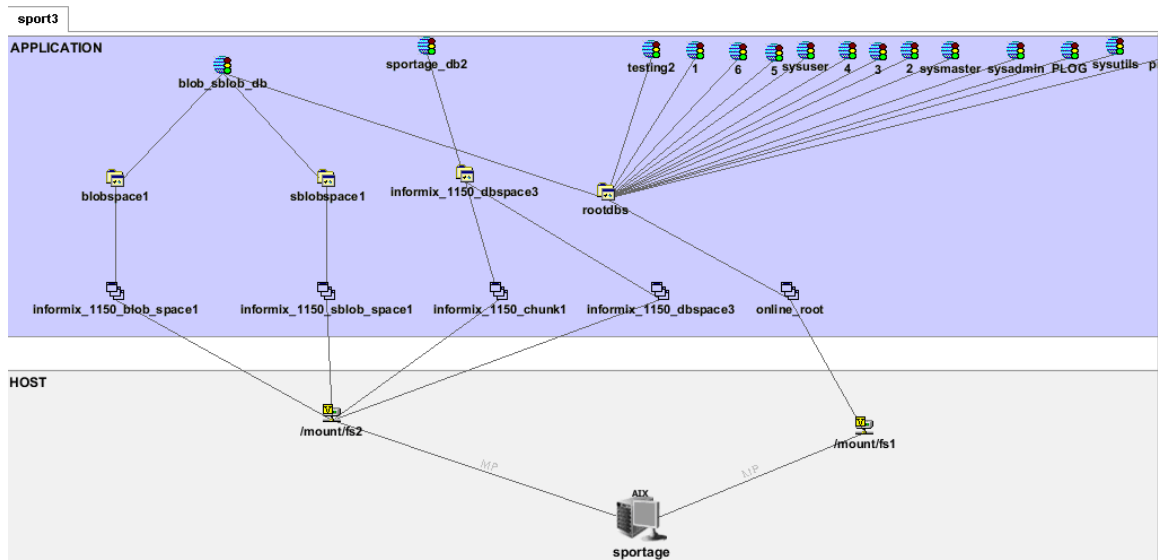 sport3
APPLICATION
blob_sblob_db
sportage_db2
testing2
1
6
5
sysuser
4
3
2
sysmaster
sysadmin
PLOG
sysutils
p
blobspace1
sblobspace1
informix_1150_dbspace3
rootdbs
informix_1150_blob_space1
informix_1150_sblob_space1
informix_1150_chunk1
informix_1150_dbspace3
online_root
HOST
/mount/fs2
/mount/fs1
MP
MP
AIX
sportage